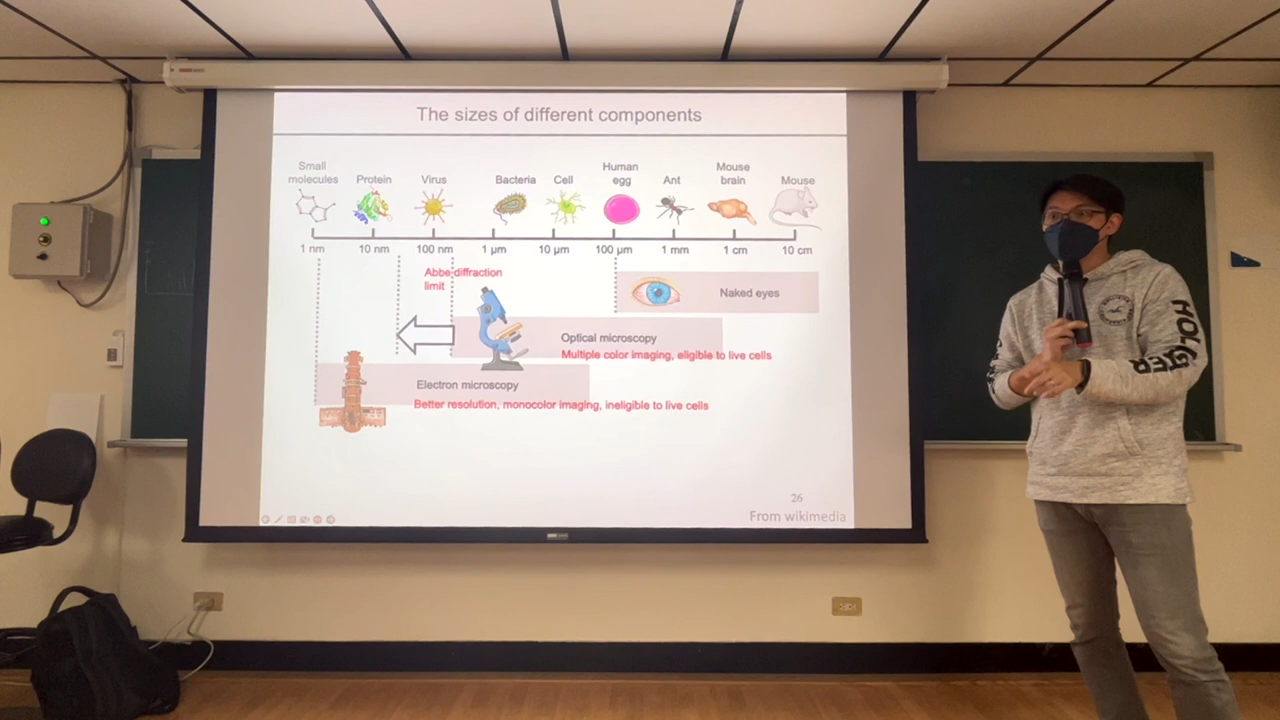 The sizes of different components
Small
molecules
Protein
Virus
Bacteria
Cell
Human
egg
Ant
Mouse
brain
Mouse
1 nm
10 nm
100 nm
1 µm
10 µm
100 µm
1 mm
1 cm
10 cm
Abbe diffraction
limit
Naked eyes
Optical microscopy
Multiple color imaging, eligible to live cells
Electron microscopy
Better resolution, monocolor imaging, ineligible to live cells
26
From wikimedia
HOLISTER